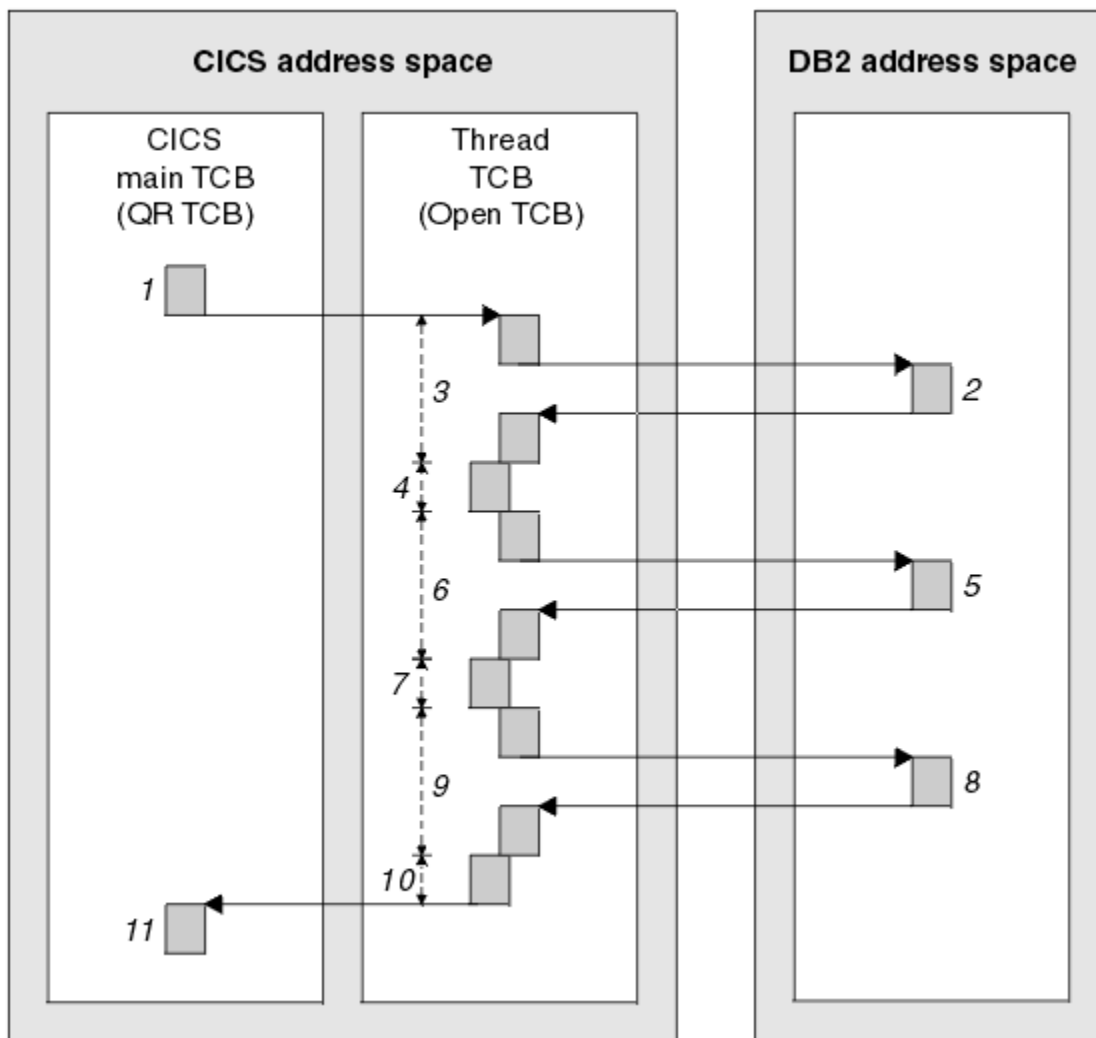 CICS address space
DB2 address space
CICS
main TCB
(QR TCB)
Thread
TCB
(Open TCB)
1
2
3
4
5
6
7
8
9
10
11